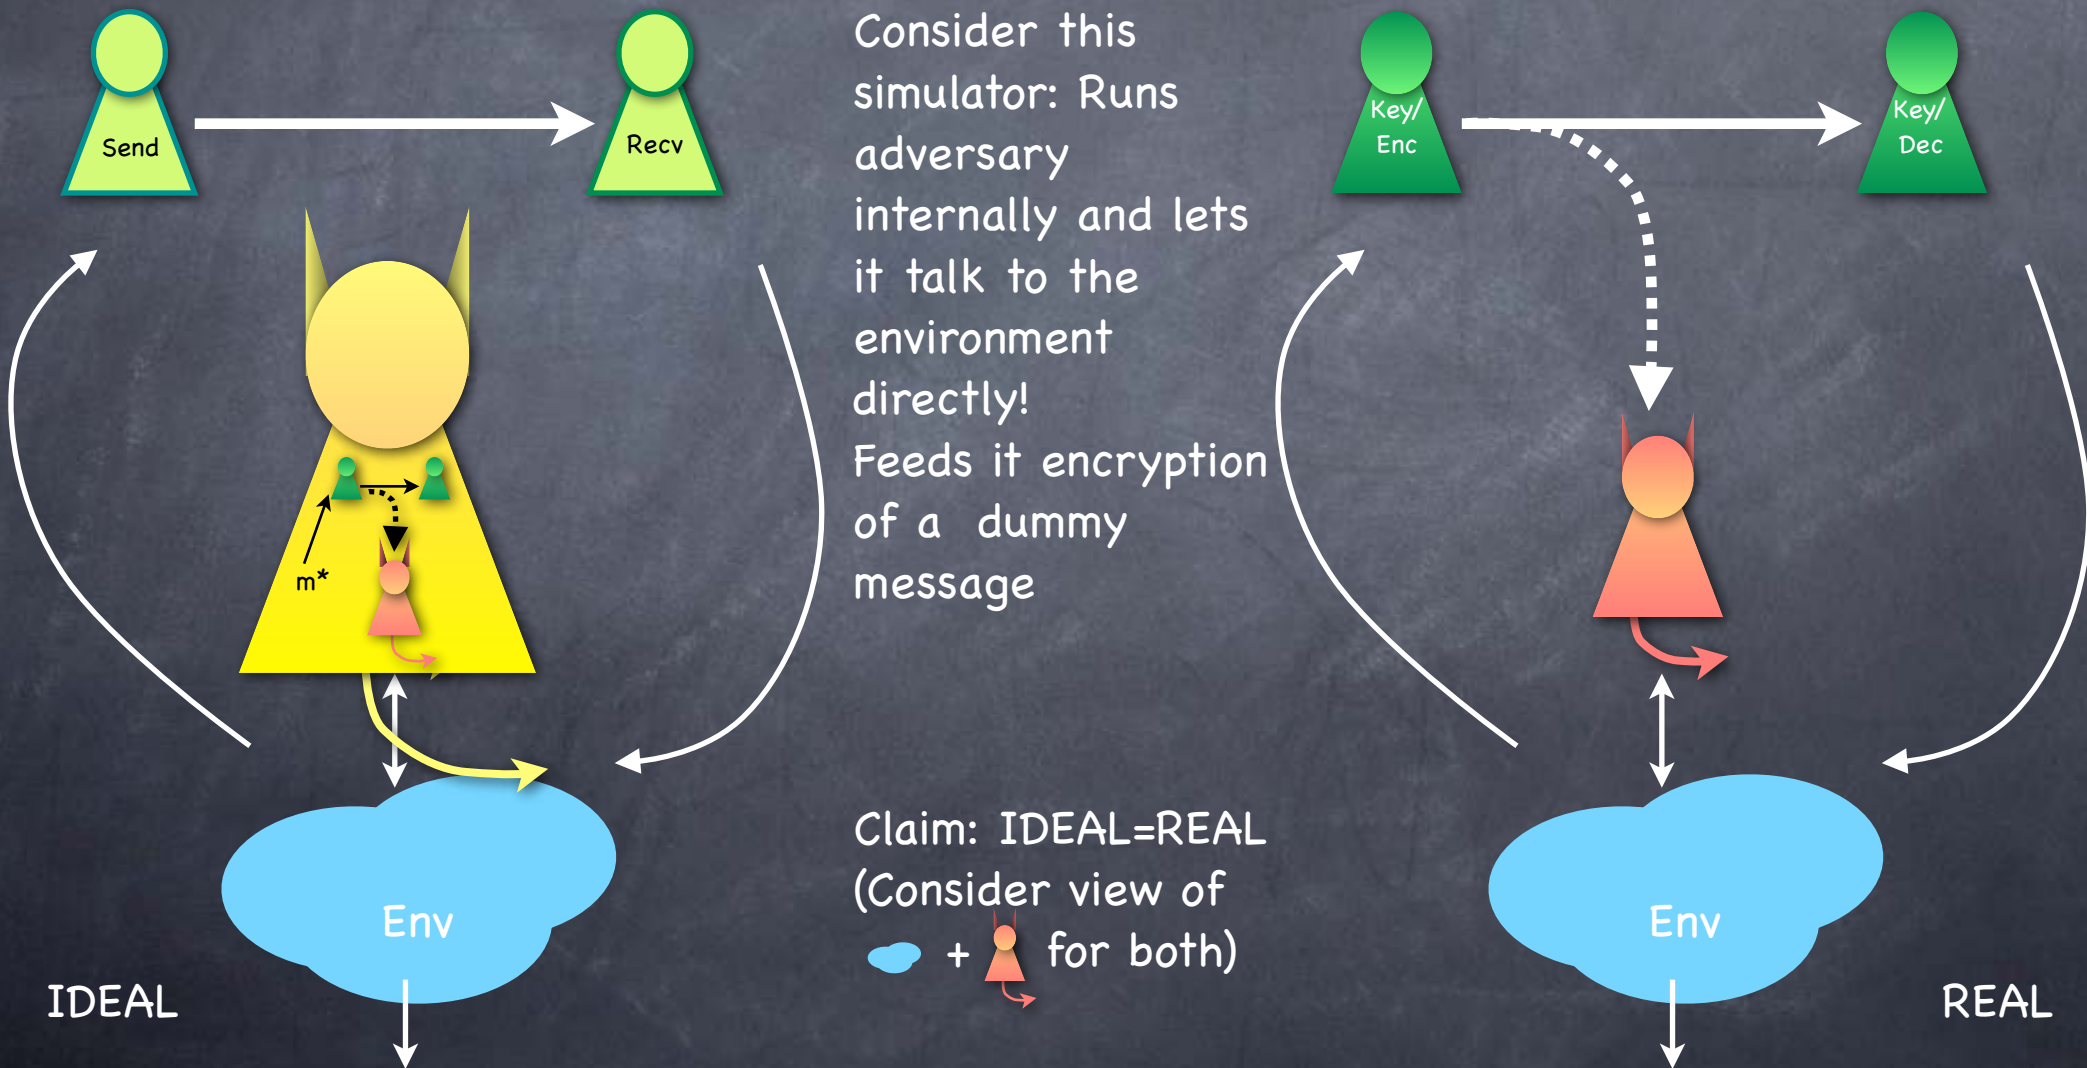 Send
Recv
m*
Env
IDEAL
Consider this
simulator: Runs
adversary
internally and lets
it talk to the
environment
directly!
Feeds it encryption
of a dummy
message
Claim: IDEAL=REAL
(Consider view of
+ for both)
Key/
Enc
Key/
Dec
Env
REAL